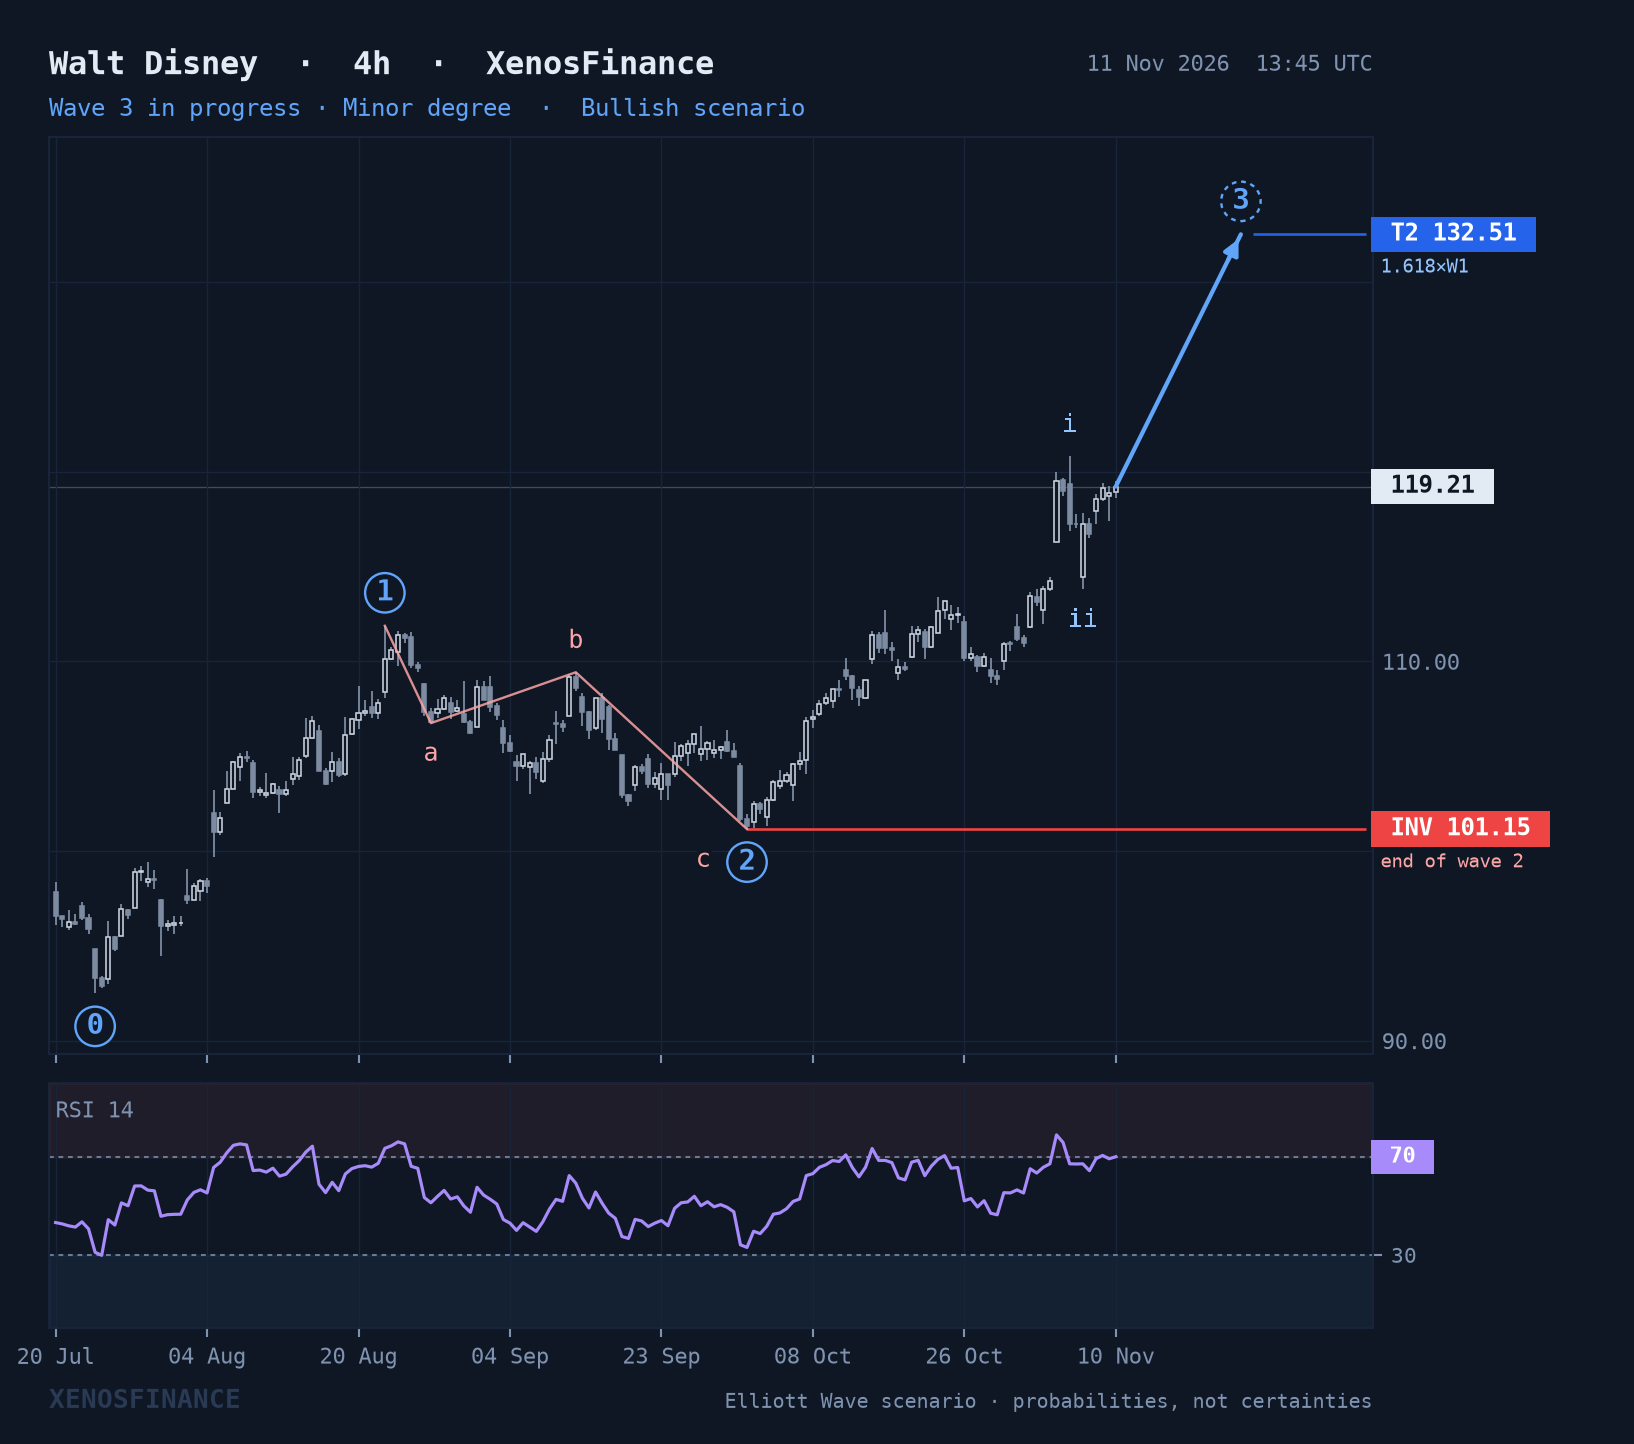 Walt Disney · 4h · XenosFinance
11 Nov 2026 13:45 UTC
Wave 3 in progress · Minor degree · Bullish scenario
3
T2 132.51
1.618×W1
i
119.21
1
ii
b
110.00
a
INV 101.15
c
2
end of wave 2
0
90.00
RSI 14
70
30
20 Jul
04 Aug
20 Aug
04 Sep
23 Sep
08 Oct
26 Oct
10 Nov
XENOSFINANCE
Elliott Wave scenario · probabilities, not certainties